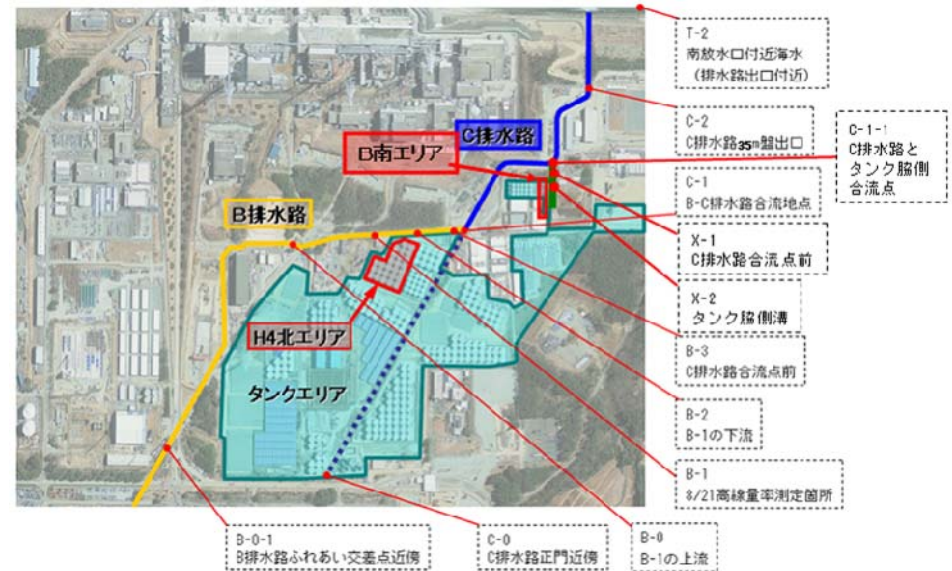 T-2
南放水口付近海水
(排水路出口付近)
C-2
C排水路35m盤出口
C-1-1
C排水路と
タンク脇側
合流点
C-1
B-C排水路合流地点
X-1
C排水路合流点前
X-2
タンク脇側溝
B-3
C排水路合流点前
B-2
B-1の下流
B-1
8/21高線量率測定箇所
B-0
B-1の上流
C-0
C排水路正門近傍
B-0-1
B排水路ふれあい交差点近傍
C排水路
B南エリア
B排水路
H4北エリア
タンクエリア